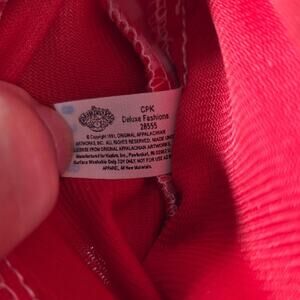 CPK
Deluxe Fashions
28555
© Copyright 1991, ORIGINAL APPALACHIAN
ARTWORKS, INC. ALL RIGHTS RESERVED. MADE UNDER
LICENSE FROM ORIGINAL APPALACHIAN ARTWORKS, INC.
Manufactured for Hasbro, Inc., Pawtucket, RI 02862
Surface Washable Only. TOY ONLY. NOT FOR USE AS
APPAREL. All New Materials.